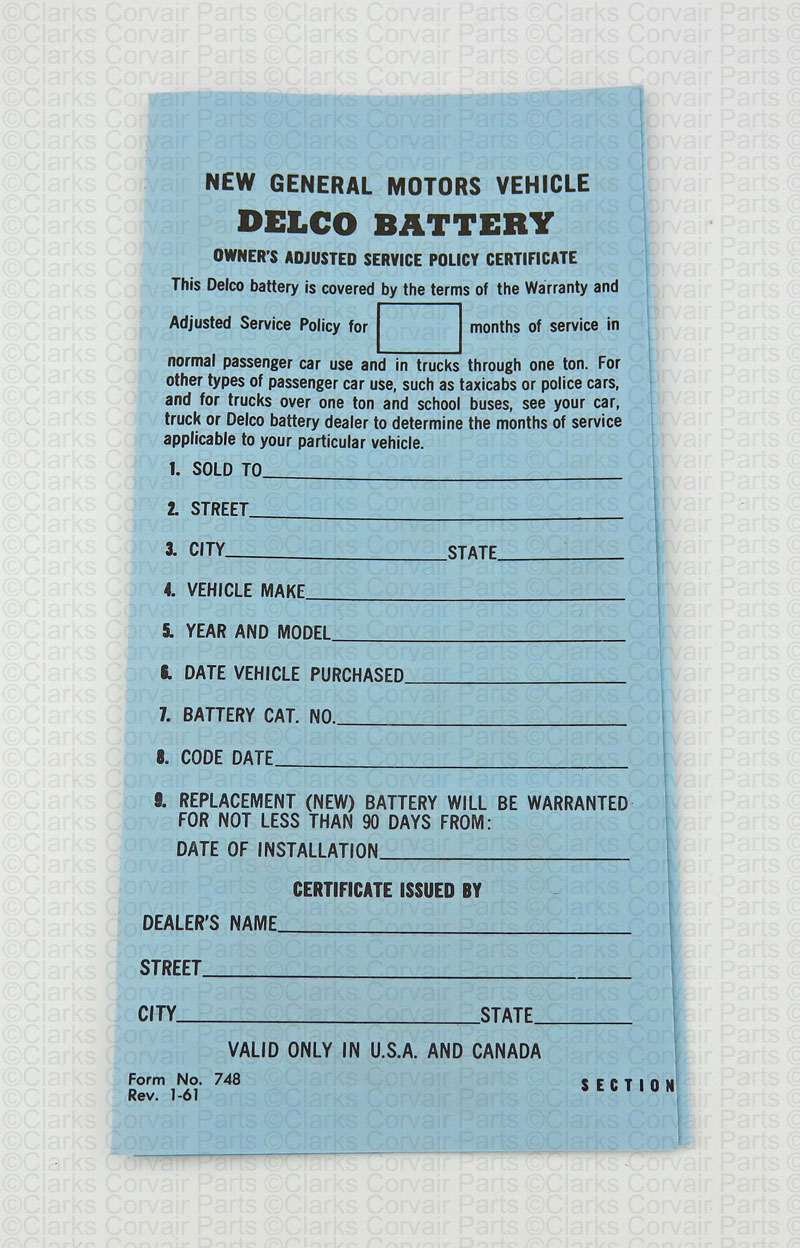 NEW GENERAL MOTORS VEHICLE
DELCO BATTERY
OWNER'S ADJUSTED SERVICE POLICY CERTIFICATE
This Delco battery is covered by the terms of the Warranty and
Adjusted Service Policy for months of service in
normal passenger car use and in trucks through one ton. For
other types of passenger car use, such as taxicabs or police cars,
and for trucks over one ton and school buses, see your car,
truck or Delco battery dealer to determine the months of service
applicable to your particular vehicle.
1. SOLD TO
2. STREET
3. CITY STATE
4. VEHICLE MAKE
5. YEAR AND MODEL
6. DATE VEHICLE PURCHASED
7. BATTERY CAT. NO.
8. CODE DATE
9. REPLACEMENT (NEW) BATTERY WILL BE WARRANTED
FOR NOT LESS THAN 90 DAYS FROM:
DATE OF INSTALLATION
CERTIFICATE ISSUED BY
DEALER'S NAME
STREET
CITY STATE
VALID ONLY IN U.S.A. AND CANADA
Form No. 748
Rev. 1-61
SECTION
©Clarks Corvair Parts